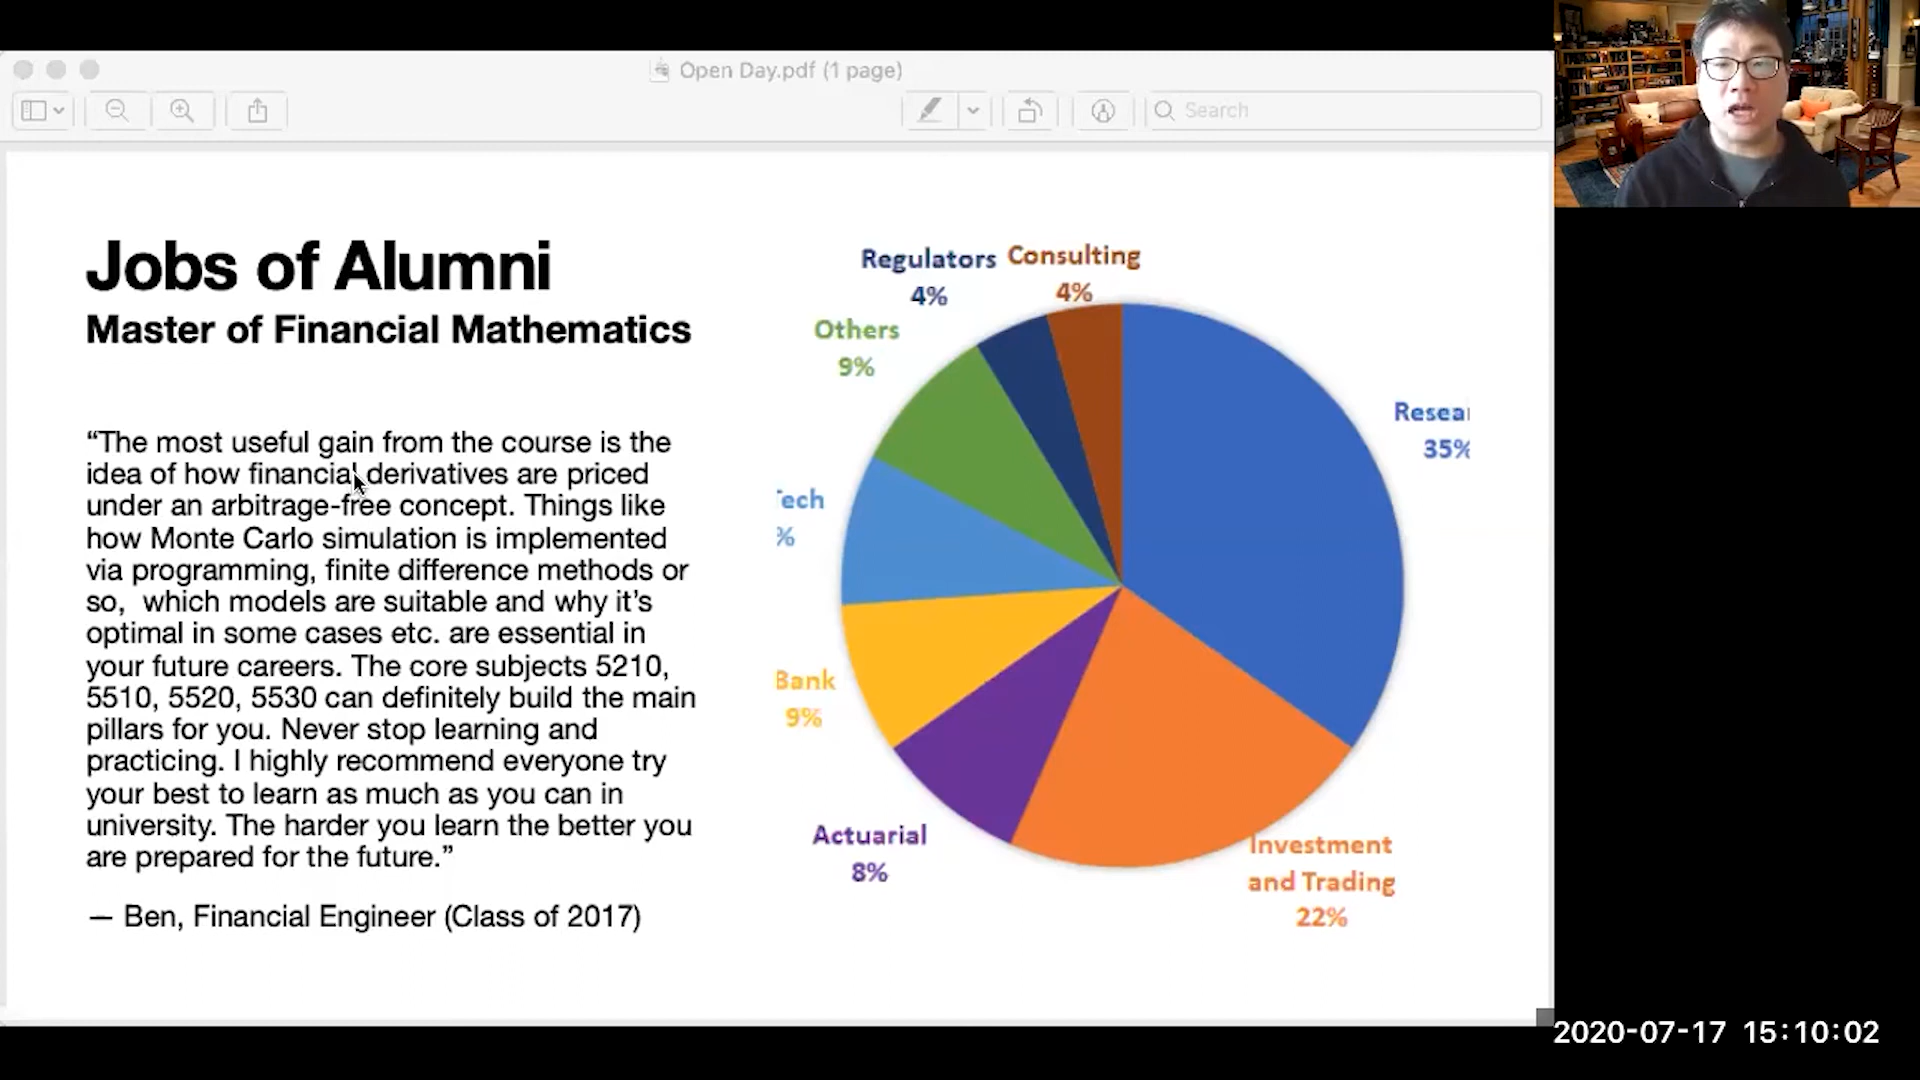 Open Day.pdf (1 page)
Search
Jobs of Alumni
Master of Financial Mathematics
“The most useful gain from the course is the
idea of how financial derivatives are priced
under an arbitrage-free concept. Things like
how Monte Carlo simulation is implemented
via programming, finite difference methods or
so,  which models are suitable and why it’s
optimal in some cases etc. are essential in
your future careers. The core subjects 5210,
5510, 5520, 5530 can definitely build the main
pillars for you. Never stop learning and
practicing. I highly recommend everyone try
your best to learn as much as you can in
university. The harder you learn the better you
are prepared for the future.”
— Ben, Financial Engineer (Class of 2017)
Regulators
4%
Consulting
4%
Others
9%
35%
%
Bank
9%
Actuarial
8%
Investment
and Trading
22%
2020-07-17 15:10:02